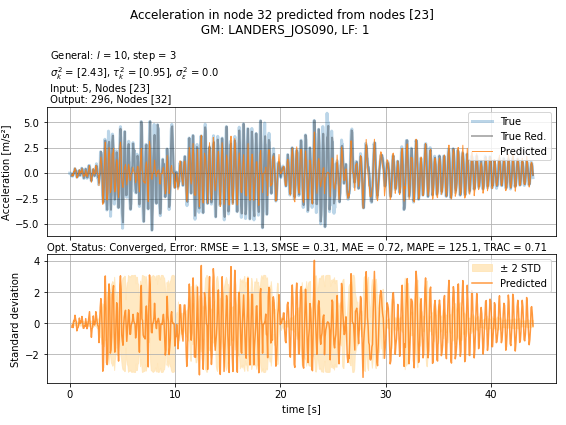 Acceleration in node 32 predicted from nodes [23]
GM: LANDERS_JOS090, LF: 1
General: l = 10, step = 3
σ²ₖ = [2.43], τ²ₖ = [0.95], σ²ε = 0.0
Input: 5, Nodes [23]
Output: 296, Nodes [32]
Acceleration [m/s²]
5.0
2.5
0.0
−2.5
−5.0
True
True Red.
Predicted
Opt. Status: Converged, Error: RMSE = 1.13, SMSE = 0.31, MAE = 0.72, MAPE = 125.1, TRAC = 0.71
Standard deviation
4
2
0
−2
± 2 STD
Predicted
0 10 20 30 40
time [s]